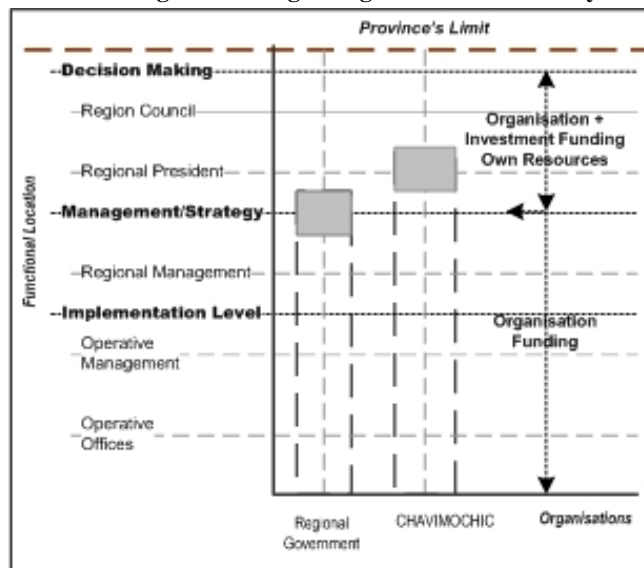 Province's Limit
Decision Making
Region Council
Organisation +
Investment Funding
Own Resources
Regional President
Management/Strategy
Functional Location
Regional Management
Implementation Level
Organisation
Funding
Operative
Management
Operative
Offices
Regional
Government
CHAVIMOCHIC
Organisations